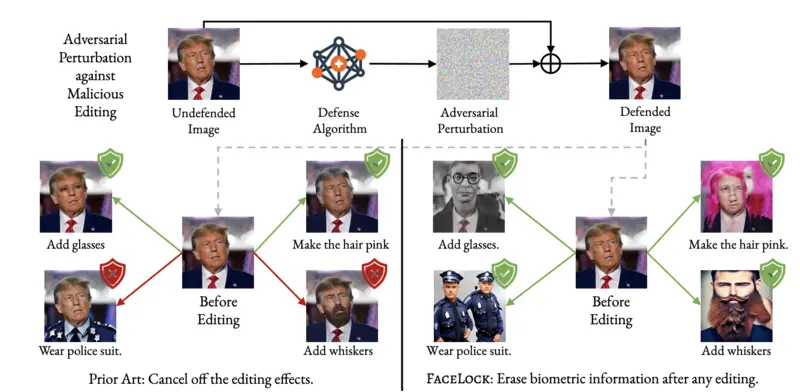 Adversarial
Perturbation
against
Malicious
Editing
Undefended
Image
Defense
Algorithm
Adversarial
Perturbation
Defended
Image
Add glasses
Make the hair pink
Before
Editing
Wear police suit.
Add whiskers
Prior Art: Cancel off the editing effects.
Add glasses.
Make the hair pink.
Before
Editing
Wear police suit.
Add whiskers
FACELOCK: Erase biometric information after any editing.